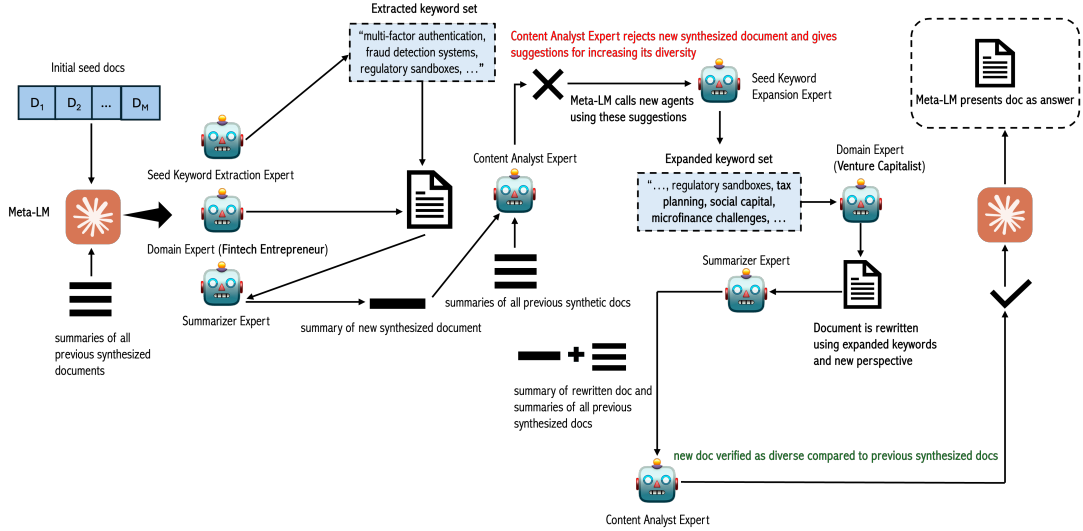 Initial seed docs
D1
D2
...
DM
Meta-LM
summaries of all
previous synthesized
documents
Seed Keyword Extraction Expert
Domain Expert (Fintech Entrepreneur)
Summarizer Expert
Extracted keyword set
“multi-factor authentication,
fraud detection systems,
regulatory sandboxes, …”
summary of new synthesized document
Content Analyst Expert
summaries of all previous synthetic docs
Content Analyst Expert rejects new synthesized document and gives
suggestions for increasing its diversity
Meta-LM calls new agents
using these suggestions
Seed Keyword
Expansion Expert
Expanded keyword set
“…, regulatory sandboxes, tax
planning, social capital,
microfinance challenges, …
Domain Expert
(Venture Capitalist)
Document is rewritten
using expanded keywords
and new perspective
Summarizer Expert
summary of rewritten doc and
summaries of all previous
synthesized docs
Content Analyst Expert
new doc verified as diverse compared to previous synthesized docs
Meta-LM presents doc as answer